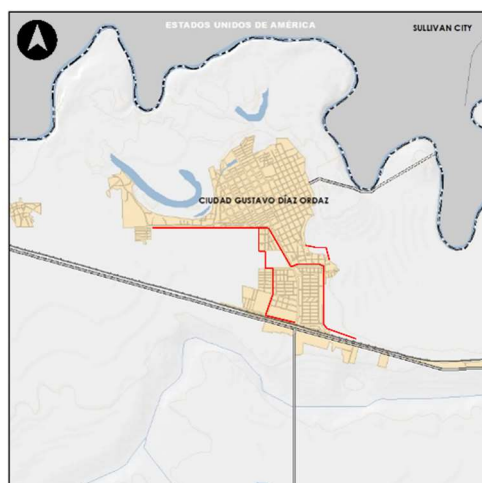 ESTADOS UNIDOS DE AMÉRICA
SULLIVAN CITY
CIUDAD GUSTAVO DÍAZ ORDAZ